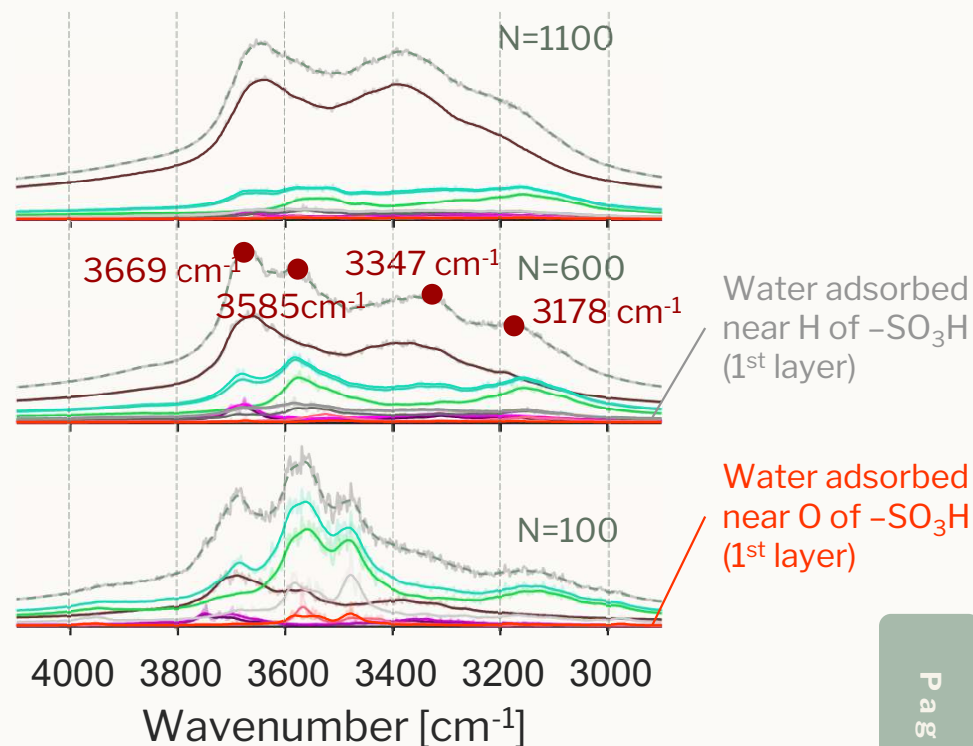 N=1100
3669 cm-1
3585cm-1
3347 cm-1
N=600
3178 cm-1
Water adsorbed
near H of –SO3H
(1st layer)
N=100
Water adsorbed
near O of –SO3H
(1st layer)
4000 3800 3600 3400 3200 3000
Wavenumber [cm-1]
Pag